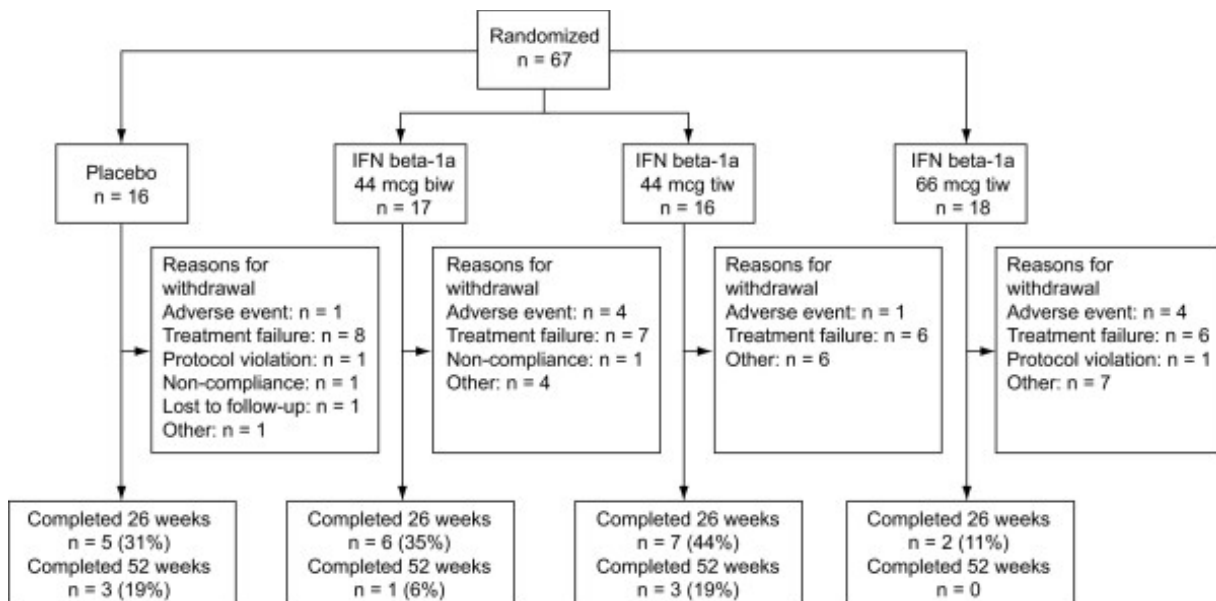 Randomized
n = 67
Placebo
n = 16
IFN beta-1a
44 mcg biw
n = 17
IFN beta-1a
44 mcg tiw
n = 16
IFN beta-1a
66 mcg tiw
n = 18
Reasons for
withdrawal
Adverse event: n = 1
Treatment failure: n = 8
Protocol violation: n = 1
Non-compliance: n = 1
Lost to follow-up: n = 1
Other: n = 1
Reasons for
withdrawal
Adverse event: n = 4
Treatment failure: n = 7
Non-compliance: n = 1
Other: n = 4
Reasons for
withdrawal
Adverse event: n = 1
Treatment failure: n = 6
Other: n = 6
Reasons for
withdrawal
Adverse event: n = 4
Treatment failure: n = 6
Protocol violation: n = 1
Other: n = 7
Completed 26 weeks
n = 5 (31%)
Completed 52 weeks
n = 3 (19%)
Completed 26 weeks
n = 6 (35%)
Completed 52 weeks
n = 1 (6%)
Completed 26 weeks
n = 7 (44%)
Completed 52 weeks
n = 3 (19%)
Completed 26 weeks
n = 2 (11%)
Completed 52 weeks
n = 0